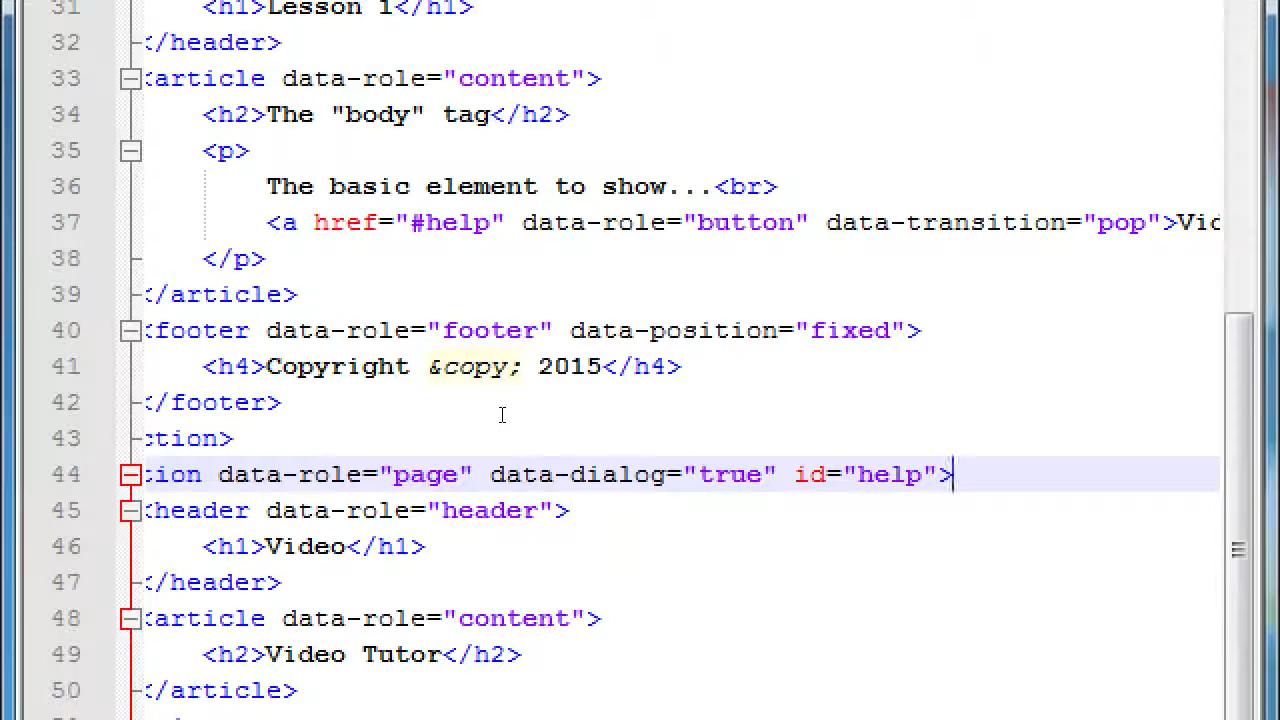 31 <h1>Lesson 1</h1>
32 </header>
33 <article data-role="content">
34 <h2>The "body" tag</h2>
35 <p>
36 The basic element to show...<br>
37 <a href="#help" data-role="button" data-transition="pop">Vic
38 </p>
39 </article>
40 <footer data-role="footer" data-position="fixed">
41 <h4>Copyright &copy; 2015</h4>
42 </footer>
43 ction>
44 tion data-role="page" data-dialog="true" id="help">
45 <header data-role="header">
46 <h1>Video</h1>
47 </header>
48 <article data-role="content">
49 <h2>Video Tutor</h2>
50 </article>